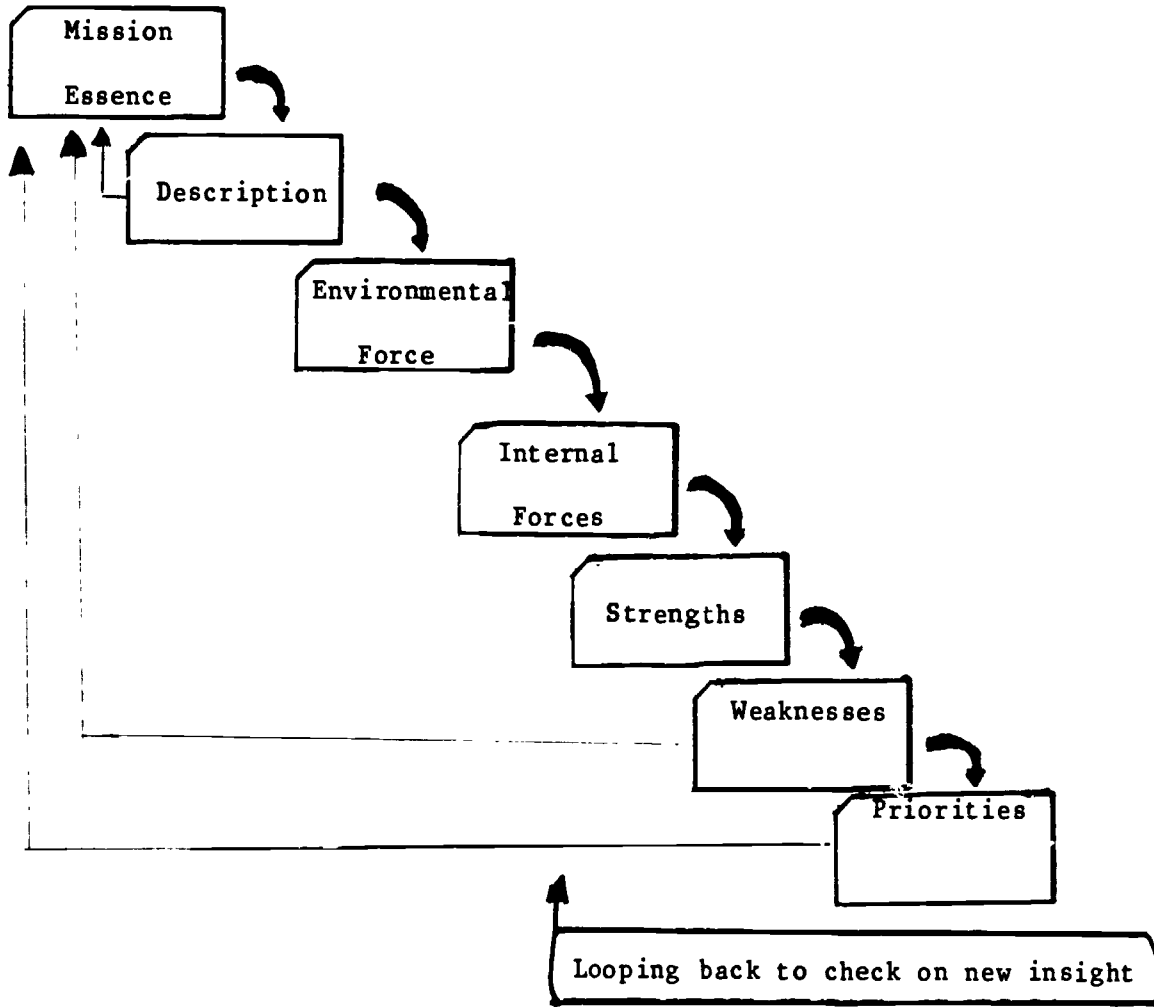 Mission
Essence
Description
Environmental
Force
Internal
Forces
Strengths
Weaknesses
Priorities
Looping back to check on new insight